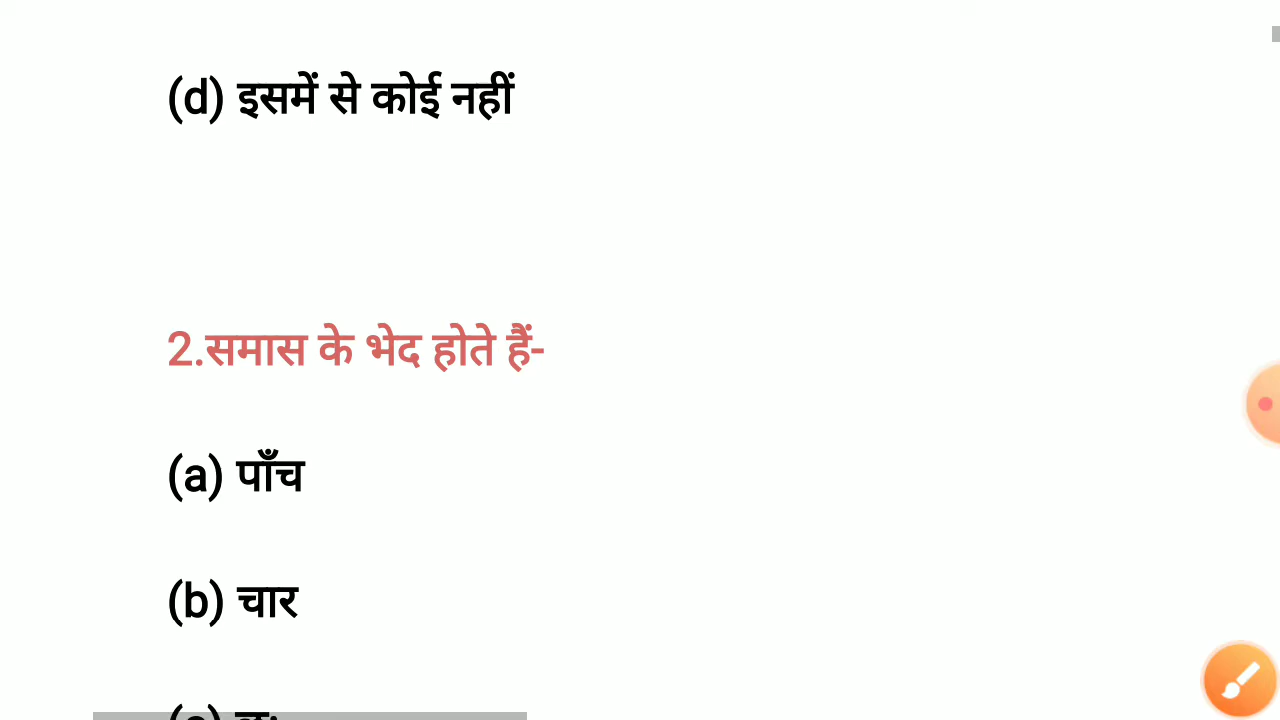 (d) इसमें से कोई नहीं
2.समास के भेद होते हैं-
(a) पाँच
(b) चार